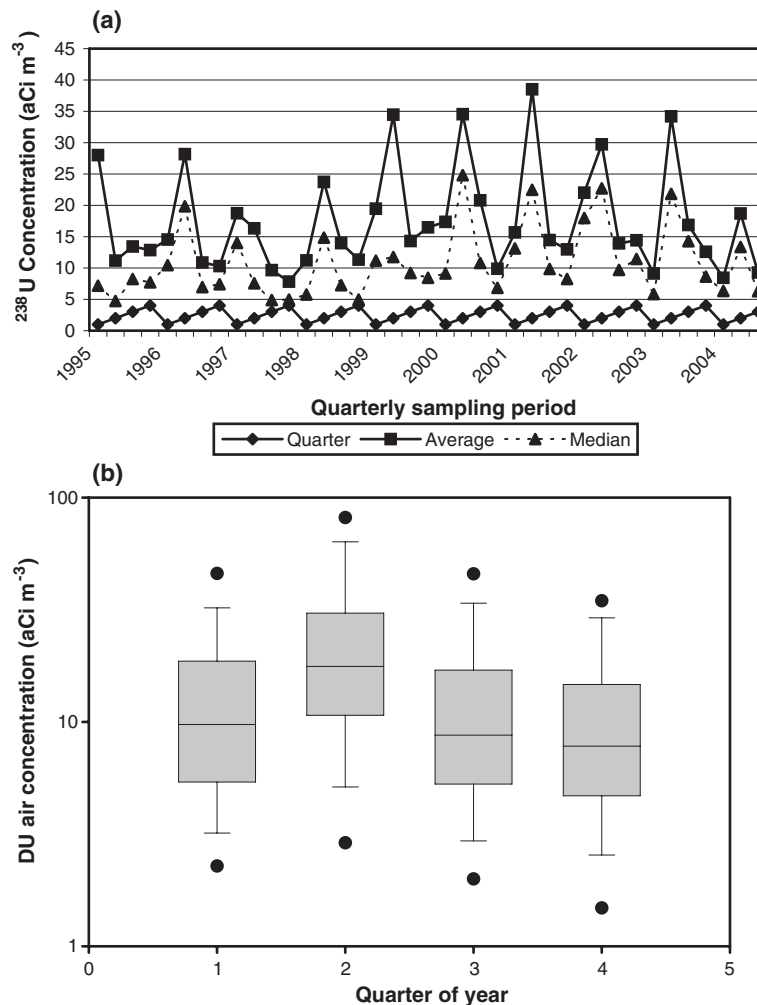 (a)
45
40
35
30
25
20
15
10
5
0
²³⁸U Concentration (aCi m⁻³)
1995 1996 1997 1998 1999 2000 2001 2002 2003 2004
Quarterly sampling period
Quarter Average Median
(b)
100
10
1
DU air concentration (aCi m⁻³)
0 1 2 3 4 5
Quarter of year